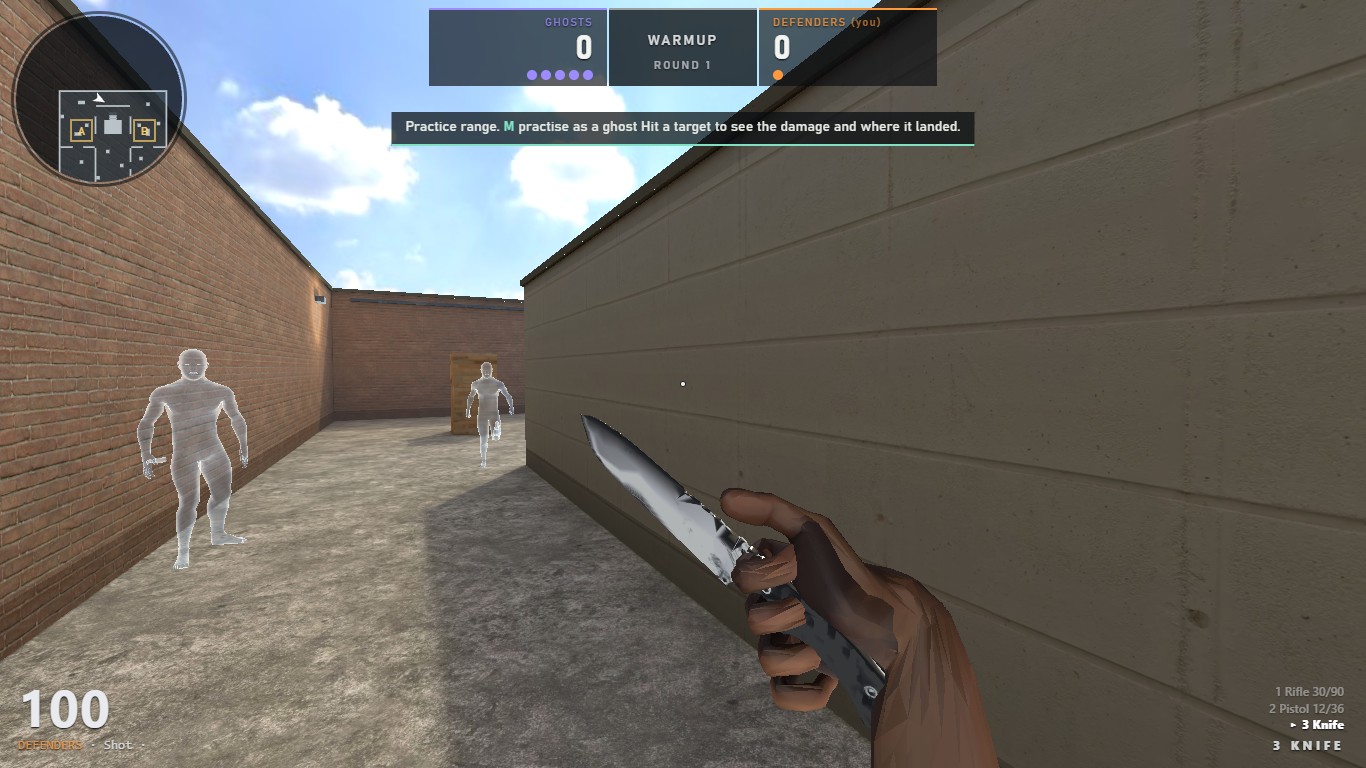 GHOSTS
0
WARMUP
ROUND 1
DEFENDERS (you)
0
Practice range. M practise as a ghost Hit a target to see the damage and where it landed.
A
B
100
DEFENDERS · Shot ·
1 Rifle 30/90
2 Pistol 12/36
▸ 3 Knife
3 KNIFE